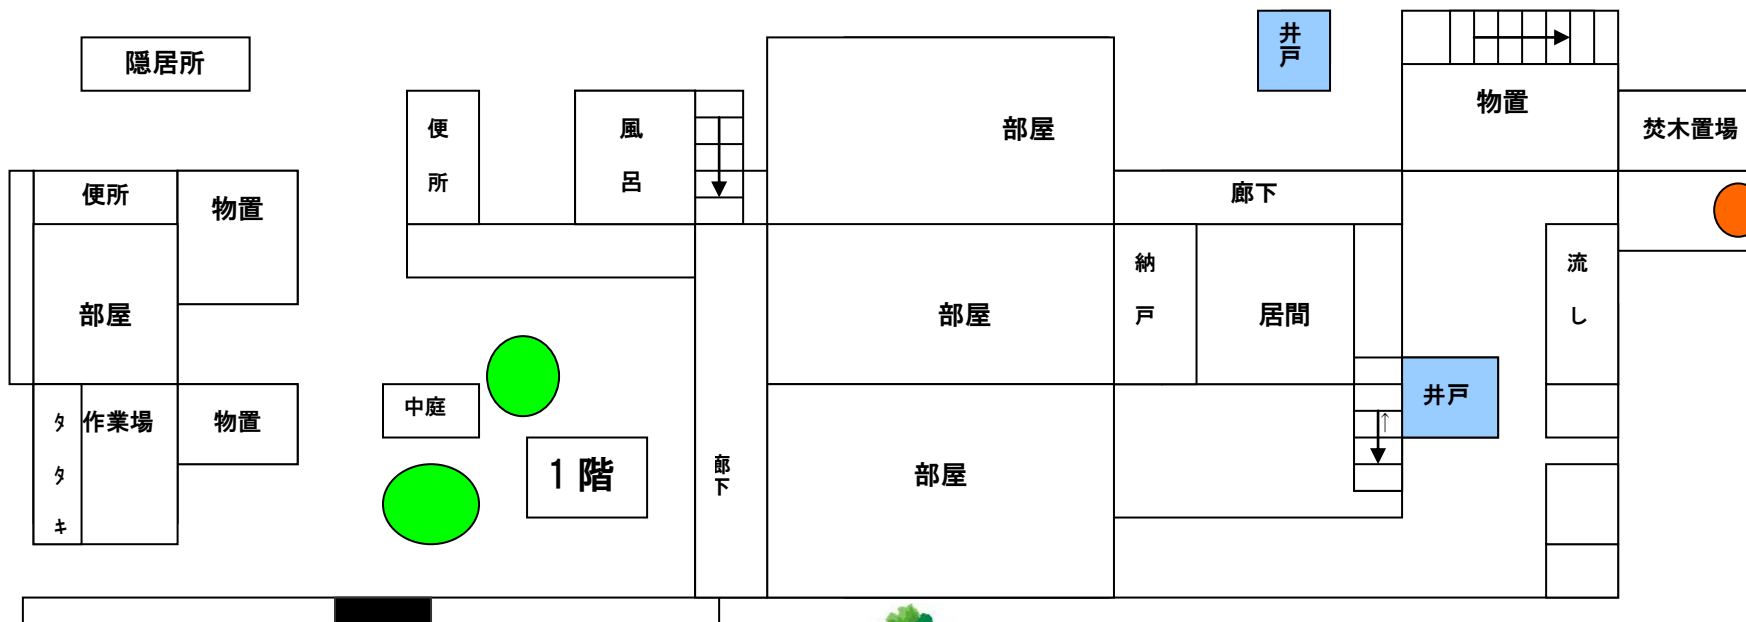 隠居所
便所
物置
部屋
タタキ
作業場
物置
便所
風呂
中庭
1階
廊下
部屋
部屋
部屋
井戸
廊下
納戸
居間
↑
井戸
物置
焚木置場
流し